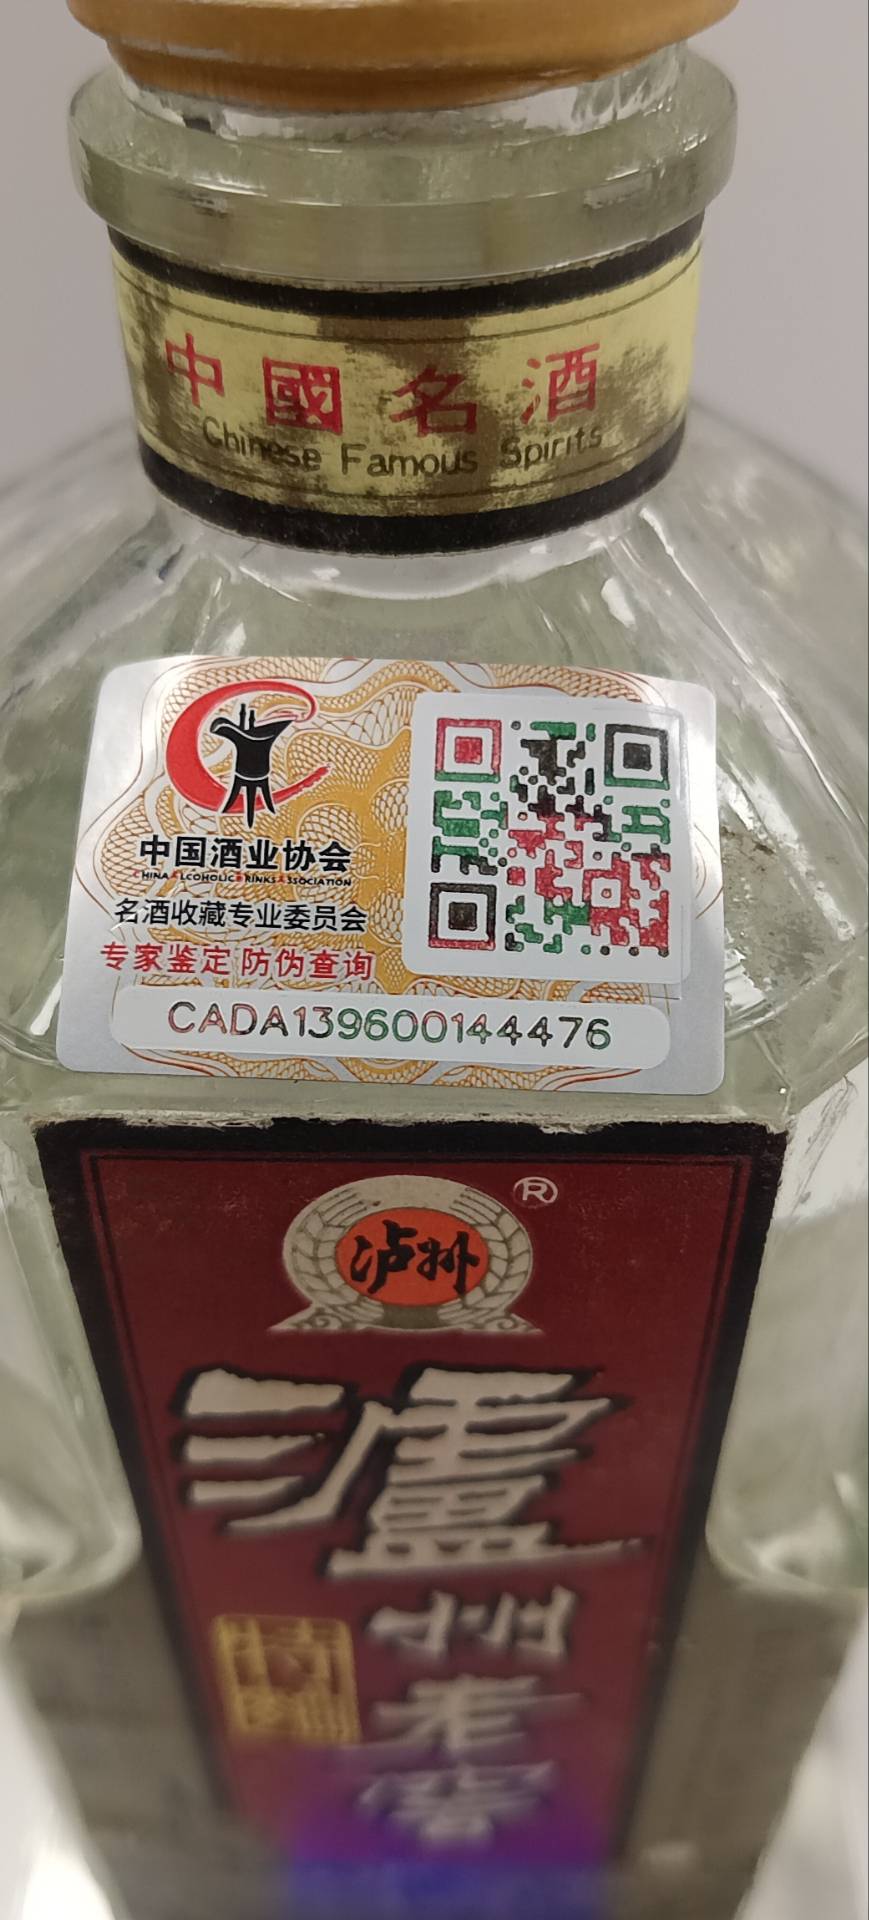 中國名酒
Chinese Famous Spirits
中国酒业协会
CHINA ALCOHOLIC DRINKS ASSOCIATION
名酒收藏专业委员会
专家鉴定 防伪查询
CADA139600144476
®
泸州
瀘
州
老
窖
特
麯